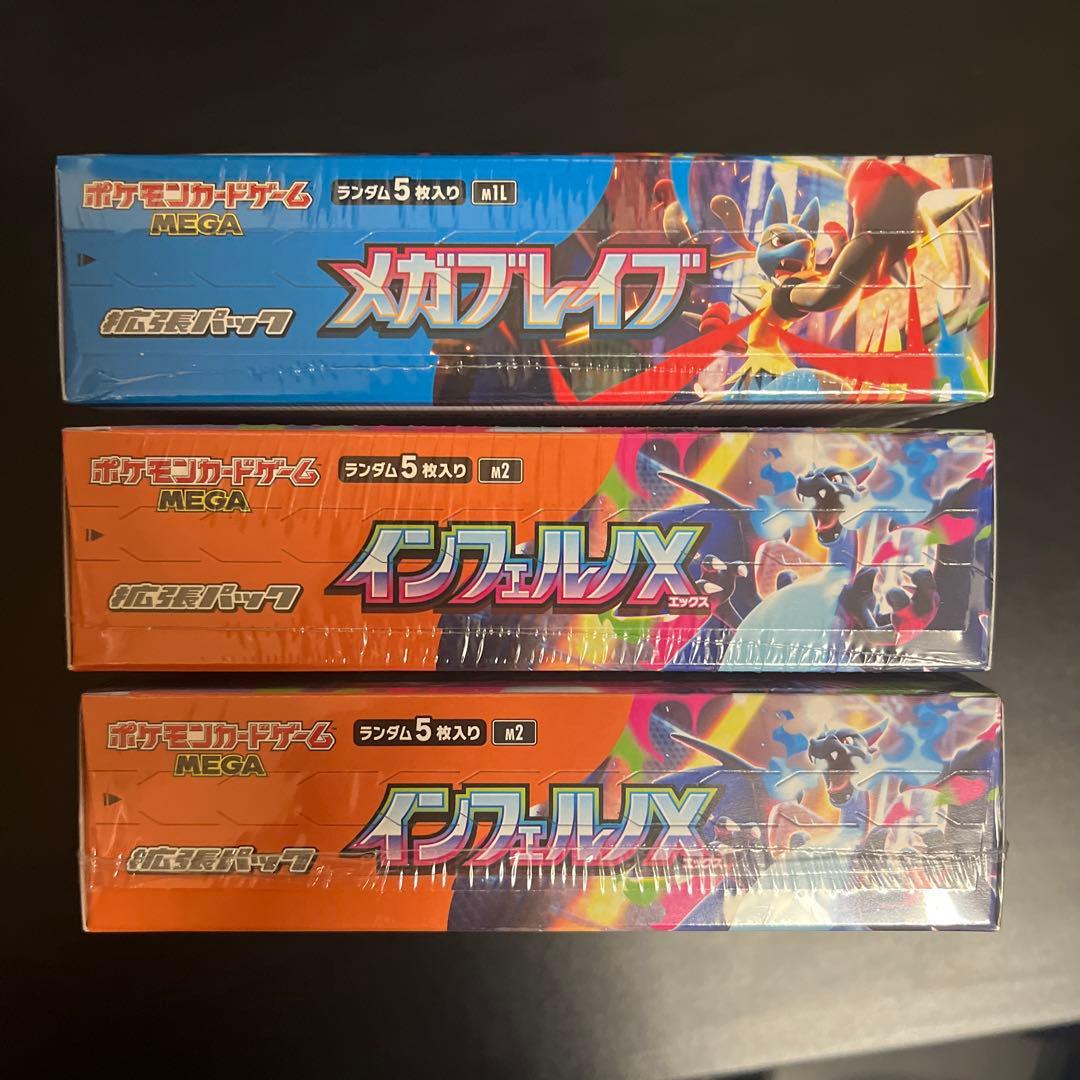 ポケモンカードゲーム
MEGA
ランダム5枚入り
M1L
拡張パック
メガブレイブ
ポケモンカードゲーム
MEGA
ランダム5枚入り
M2
拡張パック
インフェルノX
エックス
ポケモンカードゲーム
MEGA
ランダム5枚入り
M2
拡張パック
インフェルノX
エックス